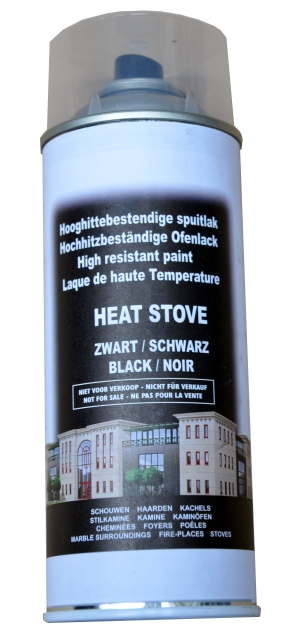 Hooghittebestendige spuitlak
Hochhitzbeständige Ofenlack
High resistant paint
Laque de haute Temperature
HEAT STOVE
ZWART / SCHWARZ
BLACK / NOIR
NIET VOOR VERKOOP - NICHT FÜR VERKAUF
NOT FOR SALE - NE PAS POUR LA VENTE
SCHOUWEN HAARDEN KACHELS
STILKAMINE KAMINE KAMINÖFEN
CHEMINÉES FOYERS POÊLES
MARBLE SURROUNDINGS FIRE-PLACES STOVES